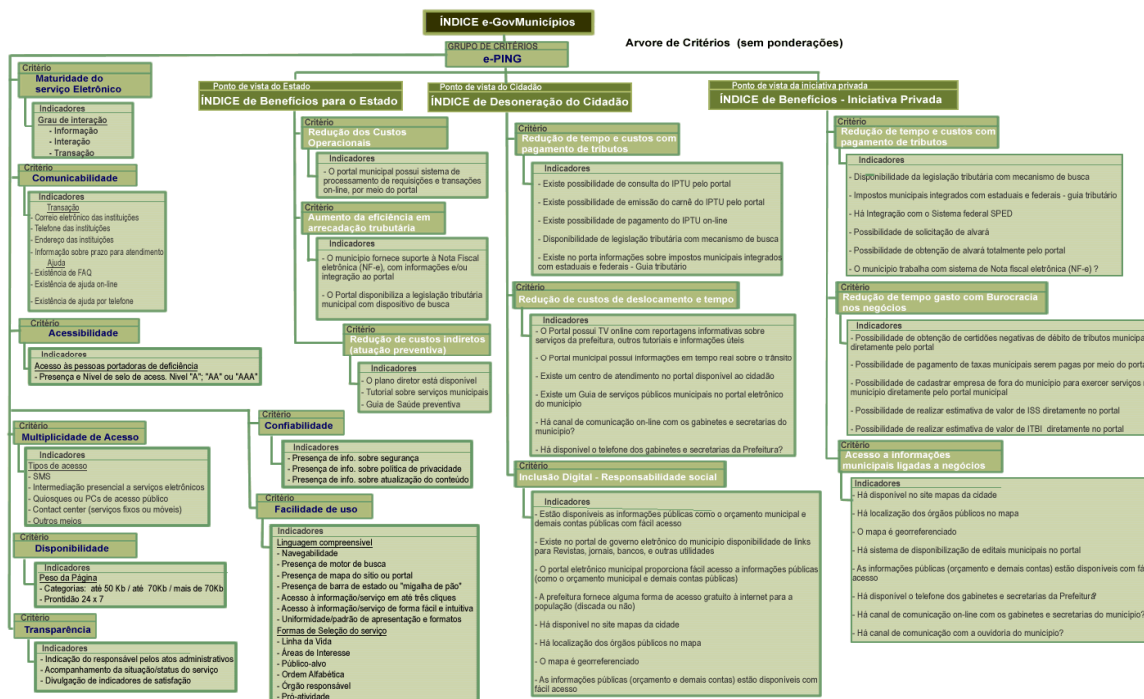 ÍNDICE e-GovMunicípios
Arvore de Critérios (sem ponderações)
GRUPO DE CRITÉRIOS
e-PING
Critério
Maturidade do
serviço Eletrônico
Indicadores
Grau de interação
- Informação
- Interação
- Transação
Critério
Comunicabilidade
Indicadores
Transação
- Correio eletrônico das instituições
- Telefone das instituições
- Endereço das instituições
- Informação sobre prazo para atendimento
Ajuda
- Existência de FAQ
- Existência de ajuda on-line
- Existência de ajuda por telefone
Critério
Acessibilidade
Indicadores
Acesso às pessoas portadoras de deficiência
- Presença e Nível de selo de acess. Nivel "A"; "AA" ou "AAA"
Critério
Multiplicidade de Acesso
Indicadores
Tipos de acesso
- SMS
- Intermediação presencial a serviços eletrônicos
- Quiosques ou PCs de acesso público
- Contact center (serviços fixos ou móveis)
- Outros meios
Critério
Disponibilidade
Indicadores
Peso da Página
- Categorias: até 50 Kb / até 70Kb / mais de 70Kb
- Prontidão 24 x 7
Critério
Transparência
Indicadores
- Indicação do responsável pelos atos administrativos
- Acompanhamento da situação/status do serviço
- Divulgação de indicadores de satisfação
Critério
Confiabilidade
Indicadores
- Presença de info. sobre segurança
- Presença de info. sobre política de privacidade
- Presença de info. sobre atualização do conteúdo
Critério
Facilidade de uso
Indicadores
Linguagem compreensivel
- Navegabilidade
- Presença de motor de busca
- Presença de mapa do sítio ou portal
- Presença de barra de estado ou "migalha de pão"
- Acesso à informação/serviço em até três cliques
- Acesso à informação/serviço de forma fácil e intuitiva
- Uniformidade/padrão de apresentação e formatos
Formas de Seleção do serviço
- Linha da Vida
- Áreas de Interesse
- Público-alvo
- Ordem Alfabética
- Órgão responsável
- Pró-atividade
Ponto de vista do Estado
ÍNDICE de Benefícios para o Estado
Critério
Redução dos Custos
Operacionais
Indicadores
- O portal municipal possui sistema de
processamento de requisições e transações
on-line, por meio do portal
Critério
Aumento da eficiência em
arrecadação trubutária
Indicadores
- O município fornece suporte à Nota Fiscal
eletrônica (NF-e), com informações e/ou
integração ao portal
- O Portal disponibiliza a legislação tributária
municipal com dispositivo de busca
Critério
Redução de custos indiretos
(atuação preventiva)
Indicadores
- O plano diretor está disponível
- Tutorial sobre serviços municipais
- Guia de Saúde preventiva
Ponto de vista do Cidadão
ÍNDICE de Desoneração do Cidadão
Critério
Redução de tempo e custos com
pagamento de tributos
Indicadores
- Existe possibilidade de consulta do IPTU pelo portal
- Existe possibilidade de emissão do carnê do IPTU pelo portal
- Existe possibilidade de pagamento do IPTU on-line
- Disponibilidade de legislação tributária com mecanismo de busca
- Existe no porta informações sobre impostos municipais integrados
com estaduais e federais - Guia tributário
Critério
Redução de custos de deslocamento e tempo
Indicadores
- O Portal possui TV online com reportagens informativas sobre
serviços da prefeitura, outros tutoriais e informações úteis
- O Portal municipal possui informações em tempo real sobre o trânsito
- Existe um centro de atendimento no portal disponível ao cidadão
- Existe um Guia de serviços públicos municipais no portal eletrônico
do município
- Há canal de comunicação on-line com os gabinetes e secretarias do
município?
- Há disponível o telefone dos gabinetes e secretarias da Prefeitura?
Critério
Inclusão Digital - Responsabilidade social
Indicadores
- Estão disponíveis as informações públicas como o orçamento municipal e
demais contas públicas com fácil acesso
- Existe no portal de governo eletrônico do município disponibilidade de links
para Revistas, jornais, bancos, e outras utilidades
- O portal eletrônico municipal proporciona fácil acesso a informações públicas
(como o orçamento municipal e demais contas públicas)
- A prefeitura fornece alguma forma de acesso gratuito à internet para a
população (discada ou não)
- Há disponível no site mapas da cidade
- Há localização dos órgãos públicos no mapa
- O mapa é georreferenciado
- As informações públicas (orçamento e demais contas) estão disponíveis com
fácil acesso
Ponto de vista da iniciativa privada
ÍNDICE de Benefícios - Iniciativa Privada
Critério
Redução de tempo e custos com
pagamento de tributos
Indicadores
- Disponibilidade da legislação tributária com mecanismo de busca
- Impostos municipais integrados com estaduais e federais - guia tributário
- Há Integração com o Sistema federal SPED
- Possibilidade de solicitação de alvará
- Possibilidade de obtenção de alvará totalmente pelo portal
- O município trabalha com sistema de Nota fiscal eletrônica (NF-e) ?
Critério
Redução de tempo gasto com Burocracia
nos negócios
Indicadores
- Possibilidade de obtenção de certidões negativas de débito de tributos municipa
diretamente pelo portal
- Possibilidade de pagamento de taxas municipais serem pagas por meio do porta
- Possibilidade de cadastrar empresa de fora do município para exercer serviços n
município diretamente pelo portal municipal
- Possibilidade de realizar estimativa de valor de ISS diretamente no portal
- Possibilidade de realizar estimativa de valor de ITBI diretamente no portal
Critério
Acesso a informações
municipais ligadas a negócios
Indicadores
- Há disponível no site mapas da cidade
- Há localização dos órgãos públicos no mapa
- O mapa é georreferenciado
- Há sistema de disponibilização de editais municipais no portal
- As informações públicas (orçamento e demais contas) estão disponíveis com fá
acesso
- Há disponível o telefone dos gabinetes e secretarias da Prefeitura?
- Há canal de comunicação on-line com os gabinetes e secretarias do município?
- Há canal de comunicação com a ouvidoria do município?